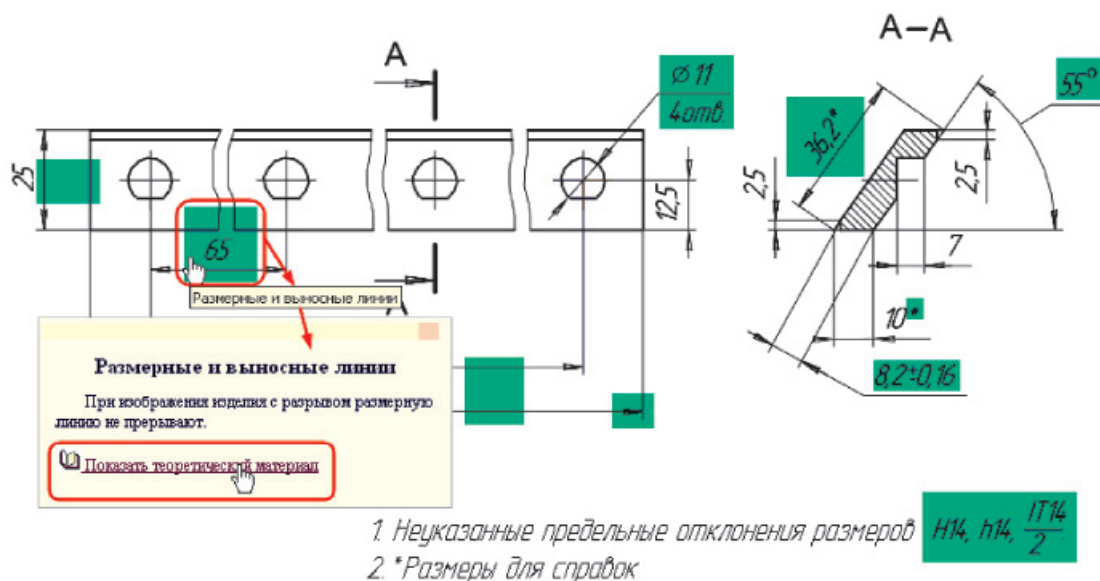 А
А–А
⌀11
4отв.
55°
36,2*
25
12,5
2,5
2,5
65
7
Размерные и выносные линии
10*
8,2±0,16
Размерные и выносные линии
При изображения изделия с разрывом размерную
линию не прерывают.
Показать теоретический материал
1. Неуказанные предельные отклонения размеров H14, h14, IT14/2
2. *Размеры для справок